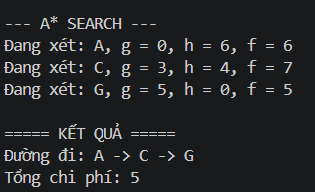 --- A* SEARCH ---
Đang xét: A, g = 0, h = 6, f = 6
Đang xét: C, g = 3, h = 4, f = 7
Đang xét: G, g = 5, h = 0, f = 5
===== KẾT QUẢ =====
Đường đi: A -> C -> G
Tổng chi phí: 5